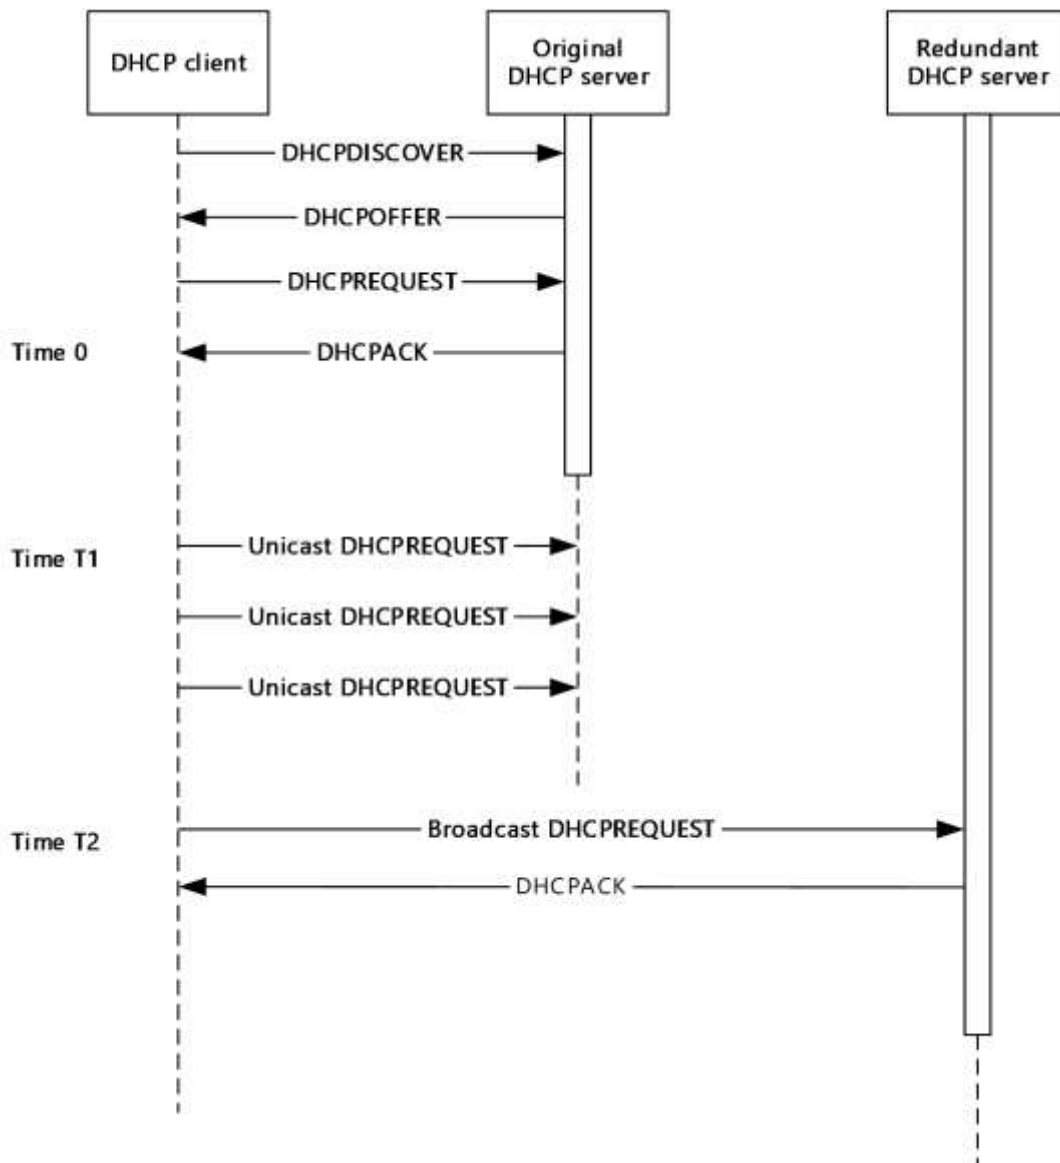 DHCP client
Original
DHCP server
Redundant
DHCP server
DHCPDISCOVER
DHCPOFFER
DHCPREQUEST
Time 0
DHCPACK
Time T1
Unicast DHCPREQUEST
Unicast DHCPREQUEST
Unicast DHCPREQUEST
Time T2
Broadcast DHCPREQUEST
DHCPACK